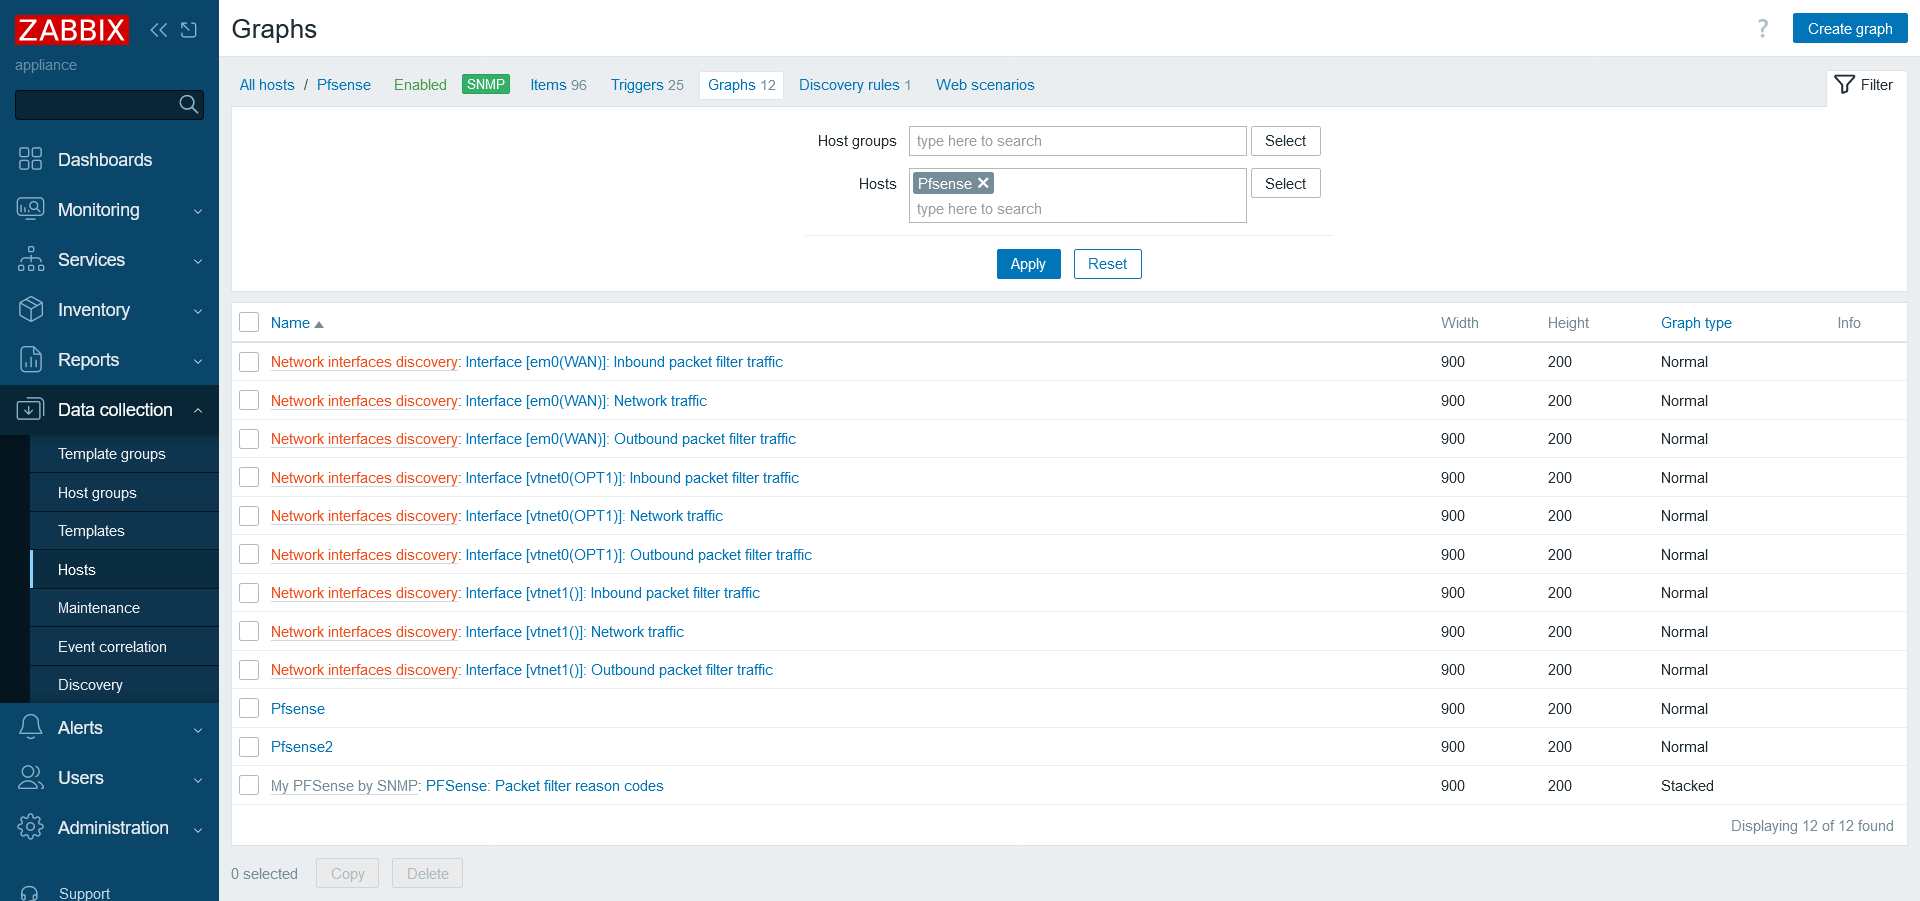 ZABBIX
appliance
Dashboards
Monitoring
Services
Inventory
Reports
Data collection
Template groups
Host groups
Templates
Hosts
Maintenance
Event correlation
Discovery
Alerts
Users
Administration
Support
Graphs
? Create graph
All hosts / Pfsense Enabled SNMP Items 96 Triggers 25 Graphs 12 Discovery rules 1 Web scenarios Filter
Host groups type here to search Select
Hosts Pfsense Select
type here to search
Apply Reset
Name Width Height Graph type Info
Network interfaces discovery: Interface [em0(WAN)]: Inbound packet filter traffic 900 200 Normal
Network interfaces discovery: Interface [em0(WAN)]: Network traffic 900 200 Normal
Network interfaces discovery: Interface [em0(WAN)]: Outbound packet filter traffic 900 200 Normal
Network interfaces discovery: Interface [vtnet0(OPT1)]: Inbound packet filter traffic 900 200 Normal
Network interfaces discovery: Interface [vtnet0(OPT1)]: Network traffic 900 200 Normal
Network interfaces discovery: Interface [vtnet0(OPT1)]: Outbound packet filter traffic 900 200 Normal
Network interfaces discovery: Interface [vtnet1()]: Inbound packet filter traffic 900 200 Normal
Network interfaces discovery: Interface [vtnet1()]: Network traffic 900 200 Normal
Network interfaces discovery: Interface [vtnet1()]: Outbound packet filter traffic 900 200 Normal
Pfsense 900 200 Normal
Pfsense2 900 200 Normal
My PFSense by SNMP: PFSense: Packet filter reason codes 900 200 Stacked
Displaying 12 of 12 found
0 selected Copy Delete